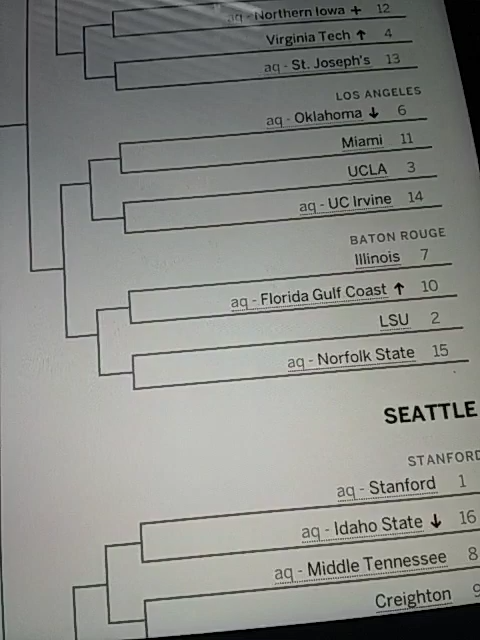 aq - Northern Iowa + 12
Virginia Tech ↑ 4
aq - St. Joseph's 13
LOS ANGELES
aq - Oklahoma ↓ 6
Miami 11
UCLA 3
aq - UC Irvine 14
BATON ROUGE
Illinois 7
aq - Florida Gulf Coast ↑ 10
LSU 2
aq - Norfolk State 15
SEATTLE
STANFORD
aq - Stanford 1
aq - Idaho State ↓ 16
aq - Middle Tennessee 8
Creighton 9